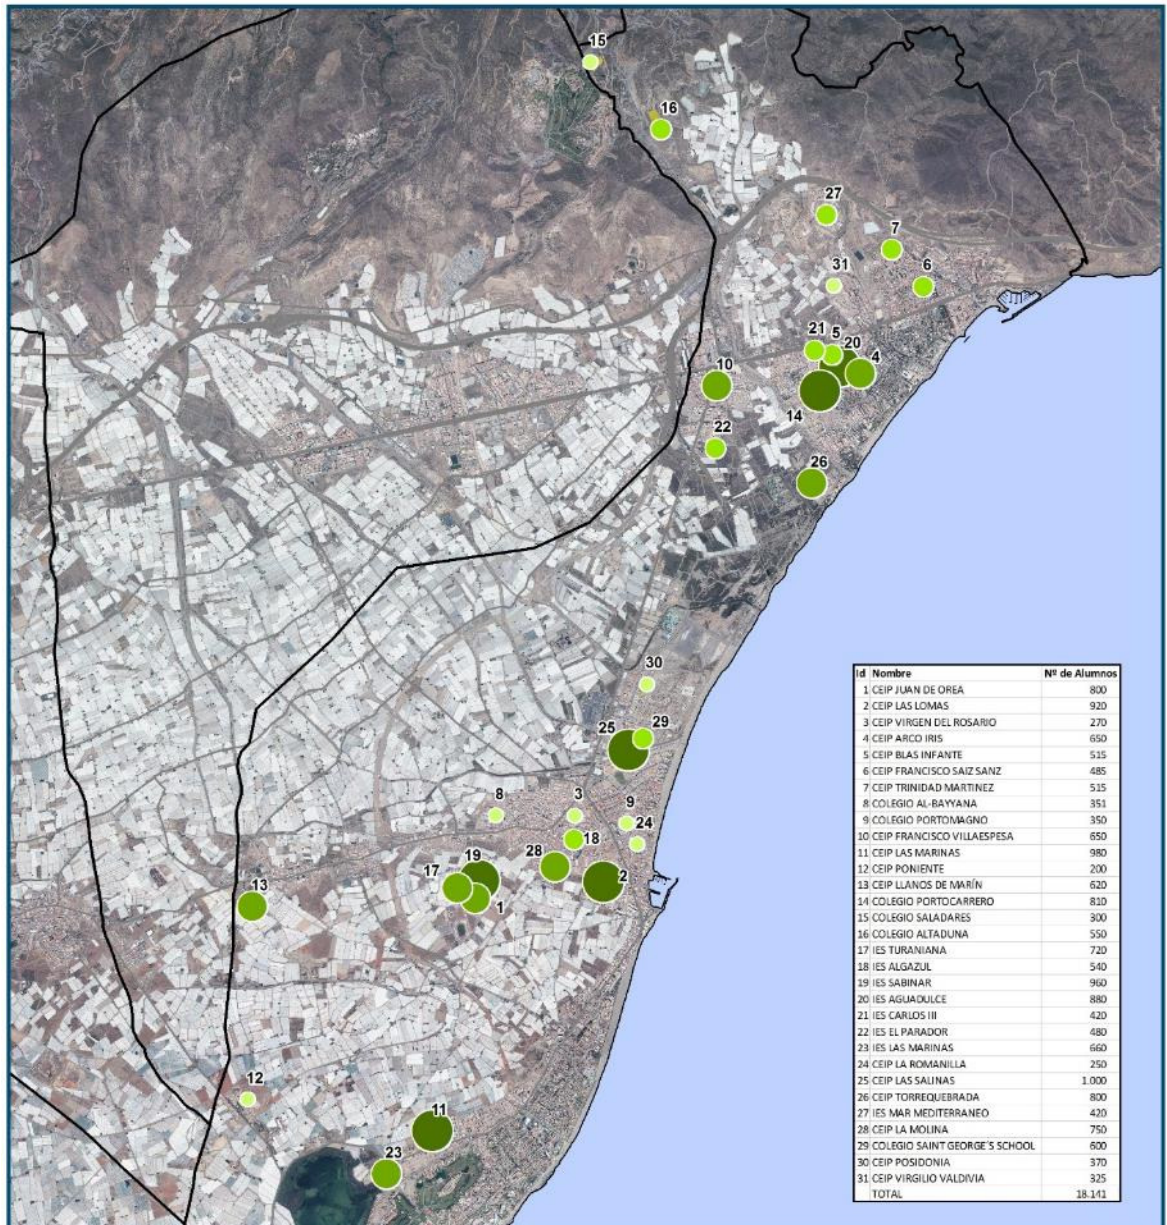 15
16
27
7
31
6
21
5
20
4
10
14
22
26
30
29
25
8
3
9
24
18
28
19
17
2
1
13
12
11
23
Id Nombre Nº de Alumnos
1 CEIP JUAN DE OREA 800
2 CEIP LAS LOMAS 920
3 CEIP VIRGEN DEL ROSARIO 270
4 CEIP ARCO IRIS 650
5 CEIP BLAS INFANTE 515
6 CEIP FRANCISCO SAIZ SANZ 485
7 CEIP TRINIDAD MARTINEZ 515
8 COLEGIO AL-BAYYANA 351
9 COLEGIO PORTOMAGNO 350
10 CEIP FRANCISCO VILLAESPESA 650
11 CEIP LAS MARINAS 980
12 CEIP PONIENTE 200
13 CEIP LLANOS DE MARÍN 620
14 COLEGIO PORTOCARRERO 810
15 COLEGIO SALADARES 300
16 COLEGIO ALTADUNA 550
17 IES TURANIANA 720
18 IES ALGAZUL 540
19 IES SABINAR 960
20 IES AGUADULCE 880
21 IES CARLOS III 420
22 IES EL PARADOR 480
23 IES LAS MARINAS 660
24 CEIP LA ROMANILLA 250
25 CEIP LAS SALINAS 1.000
26 CEIP TORREQUEBRADA 800
27 IES MAR MEDITERRANEO 420
28 CEIP LA MOLINA 750
29 COLEGIO SAINT GEORGE´S SCHOOL 600
30 CEIP POSIDONIA 370
31 CEIP VIRGILIO VALDIVIA 325
TOTAL 18.141